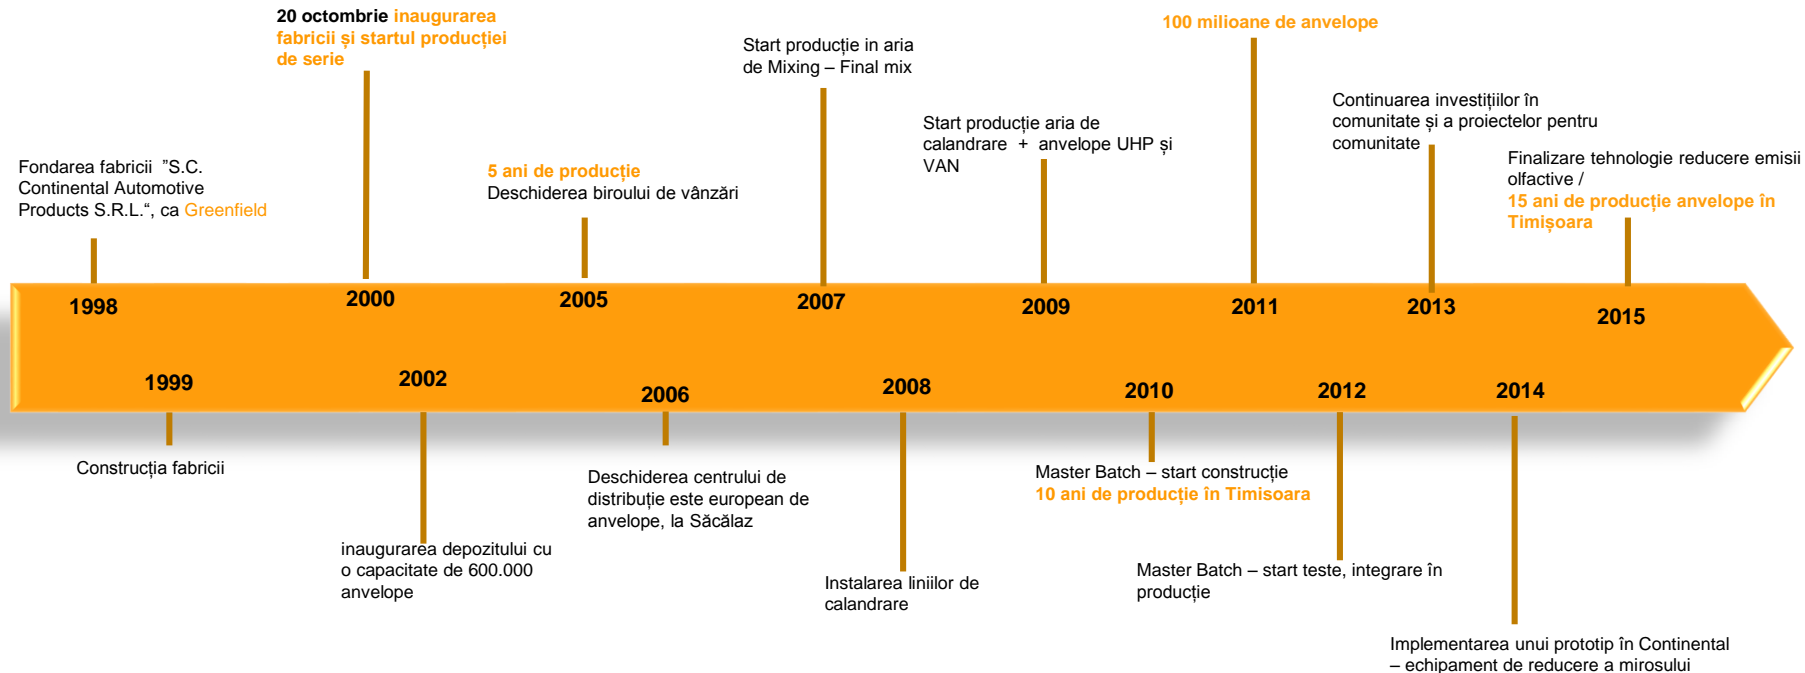 20 octombrie inaugurarea
fabricii și startul producției
de serie
100 milioane de anvelope
Start producție in aria
de Mixing – Final mix
Continuarea investițiilor în
comunitate și a proiectelor pentru
comunitate
Start producție aria de
calandrare + anvelope UHP și
VAN
Finalizare tehnologie reducere emisii
olfactive /
15 ani de producție anvelope în
Timișoara
Fondarea fabricii "S.C.
Continental Automotive
Products S.R.L.“, ca Greenfield
5 ani de producție
Deschiderea biroului de vânzări
1998
2000
2005
2007
2009
2011
2013
2015
1999
2002
2006
2008
2010
2012
2014
Construcția fabricii
inaugurarea depozitului cu
o capacitate de 600.000
anvelope
Deschiderea centrului de
distribuție este european de
anvelope, la Săcălaz
Instalarea liniilor de
calandrare
Master Batch – start construcție
10 ani de producție în Timisoara
Master Batch – start teste, integrare în
producție
Implementarea unui prototip în Continental
– echipament de reducere a mirosului